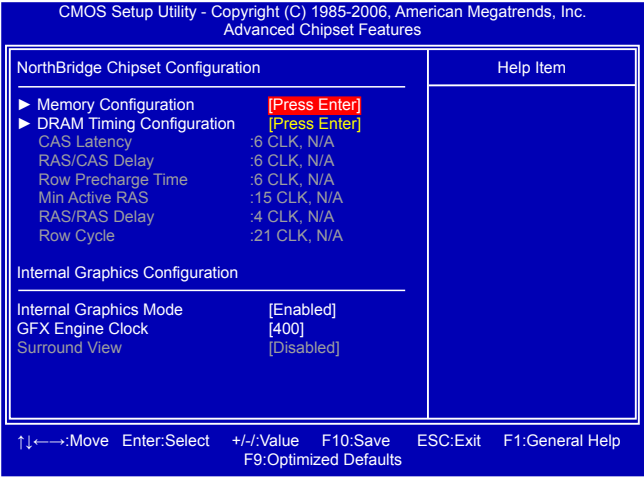 CMOS Setup Utility - Copyright (C) 1985-2006, American Megatrends, Inc.
Advanced Chipset Features
NorthBridge Chipset Configuration
Help Item
► Memory Configuration [Press Enter]
► DRAM Timing Configuration [Press Enter]
CAS Latency :6 CLK, N/A
RAS/CAS Delay :6 CLK, N/A
Row Precharge Time :6 CLK, N/A
Min Active RAS :15 CLK, N/A
RAS/RAS Delay :4 CLK, N/A
Row Cycle :21 CLK, N/A
Internal Graphics Configuration
Internal Graphics Mode [Enabled]
GFX Engine Clock [400]
Surround View [Disabled]
↑↓←→:Move Enter:Select +/-/:Value F10:Save ESC:Exit F1:General Help
F9:Optimized Defaults